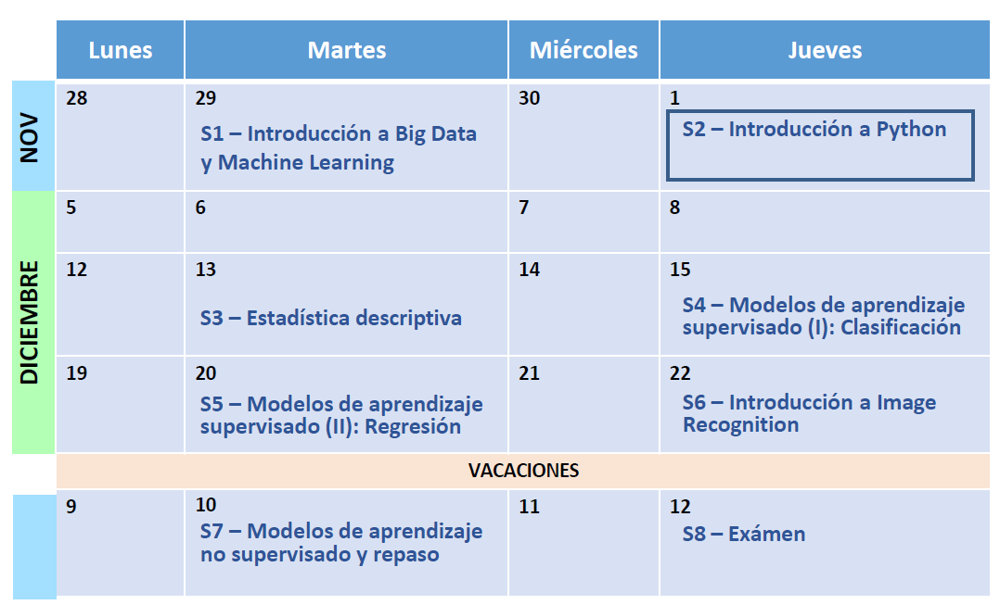 Lunes Martes Miércoles Jueves
NOV
28 29 30 1
S1 – Introducción a Big Data
y Machine Learning
S2 – Introducción a Python
DICIEMBRE
5 6 7 8
12 13 14 15
S3 – Estadística descriptiva
S4 – Modelos de aprendizaje
supervisado (I): Clasificación
19 20 21 22
S5 – Modelos de aprendizaje
supervisado (II): Regresión
S6 – Introducción a Image
Recognition
VACACIONES
9 10 11 12
S7 – Modelos de aprendizaje
no supervisado y repaso
S8 – Exámen